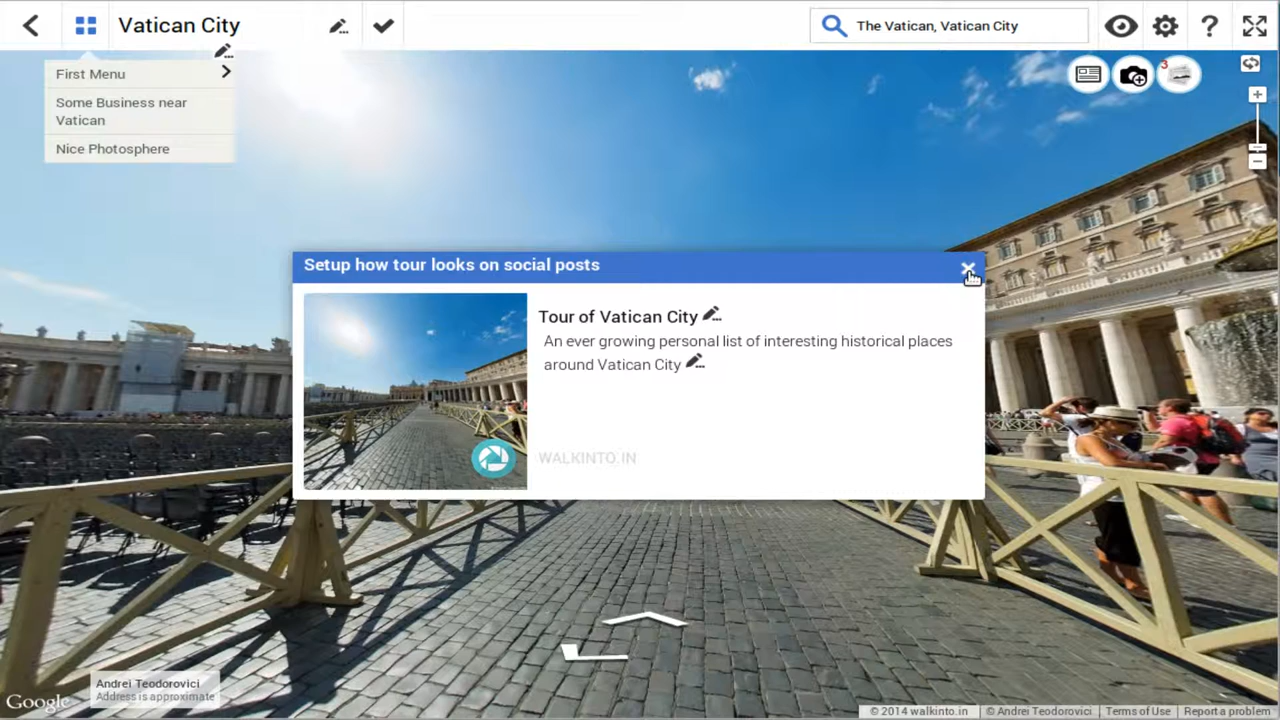 Vatican City
The Vatican, Vatican City
?
First Menu
Some Business near
Vatican
Nice Photosphere
3
Setup how tour looks on social posts
Tour of Vatican City
An ever growing personal list of interesting historical places
around Vatican City
WALKINTO.IN
Andrei Teodorovici
Address is approximate
Google
© 2014 walkinto.in
© Andrei Teodorovici
Terms of Use
Report a problem